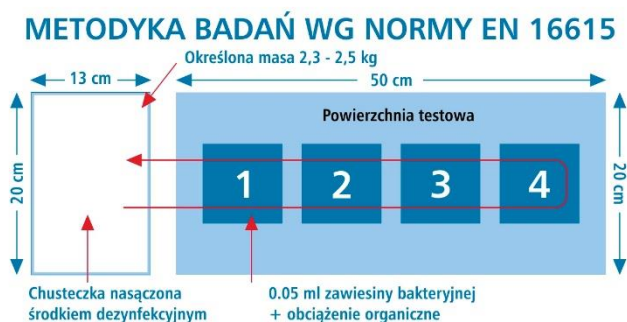 METODYKA BADAŃ WG NORMY EN 16615
Określona masa 2,3 - 2,5 kg
13 cm
50 cm
Powierzchnia testowa
20 cm
1 2 3 4
20 cm
Chusteczka nasączona
środkiem dezynfekcyjnym
0.05 ml zawiesiny bakteryjnej
+ obciążenie organiczne